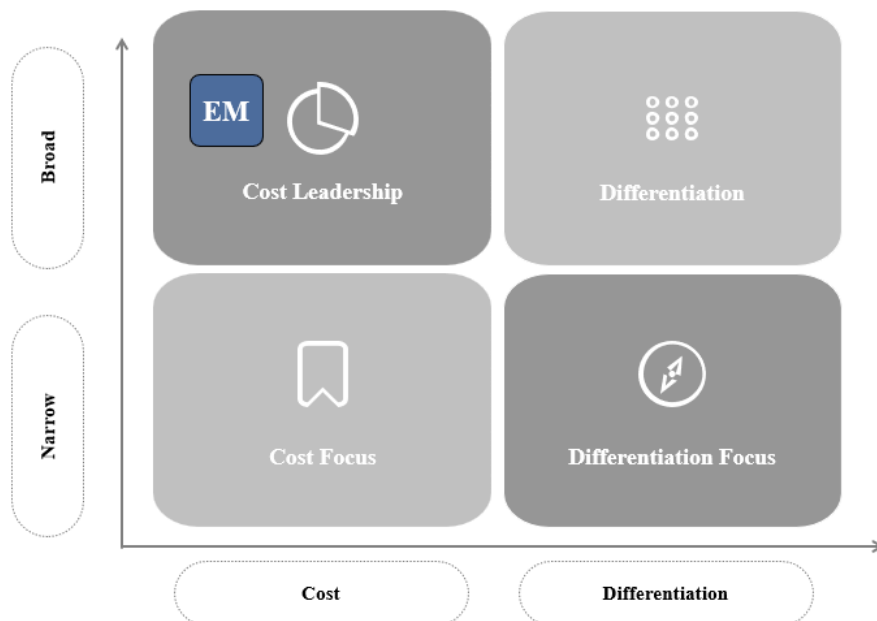 Broad
EM
Cost Leadership
Differentiation
Narrow
Cost Focus
Differentiation Focus
Cost
Differentiation